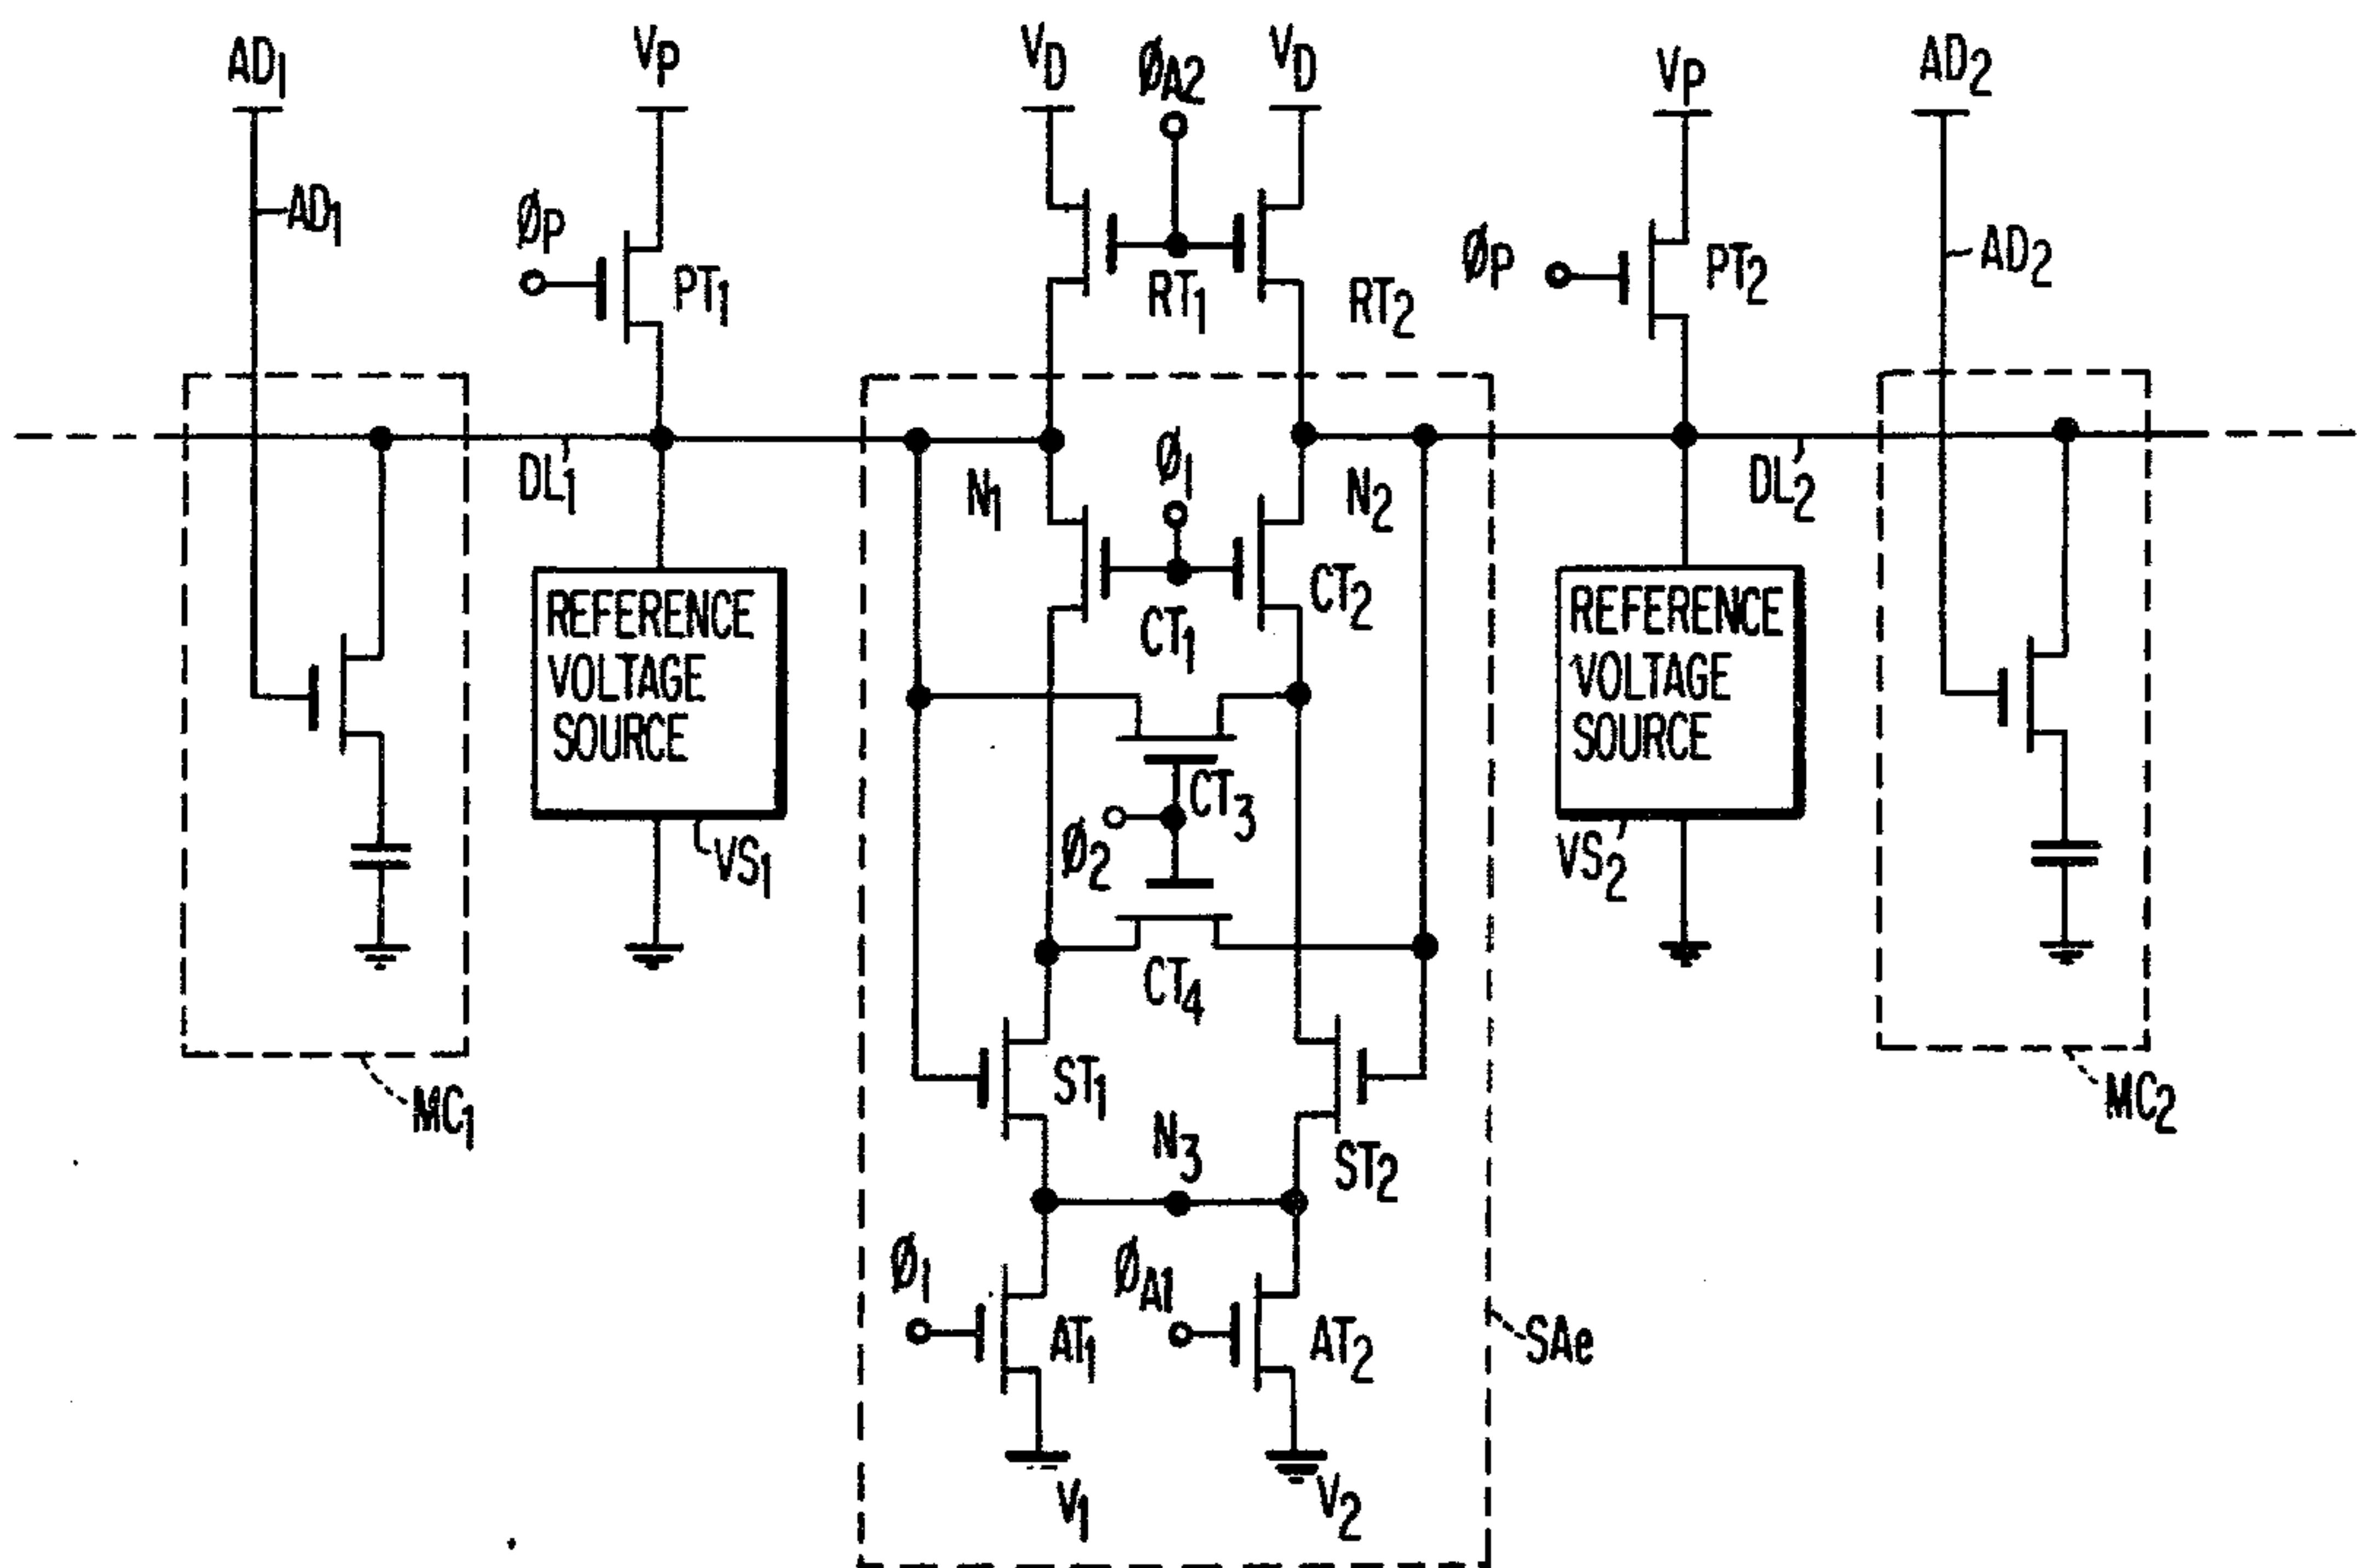 AD1
VP
VD
ØA2
VD
VP
AD2
AD1
ØP
PT1
RT1
RT2
ØP
PT2
AD2
DL1
N1
Ø1
N2
DL2
CT1
CT2
REFERENCE
VOLTAGE
SOURCE
REFERENCE
VOLTAGE
SOURCE
CT3
Ø2
VS1
VS2
CT4
ST1
MC1
N3
ST2
MC2
Ø1
ØA1
AT1
AT2
SAe
V1
V2